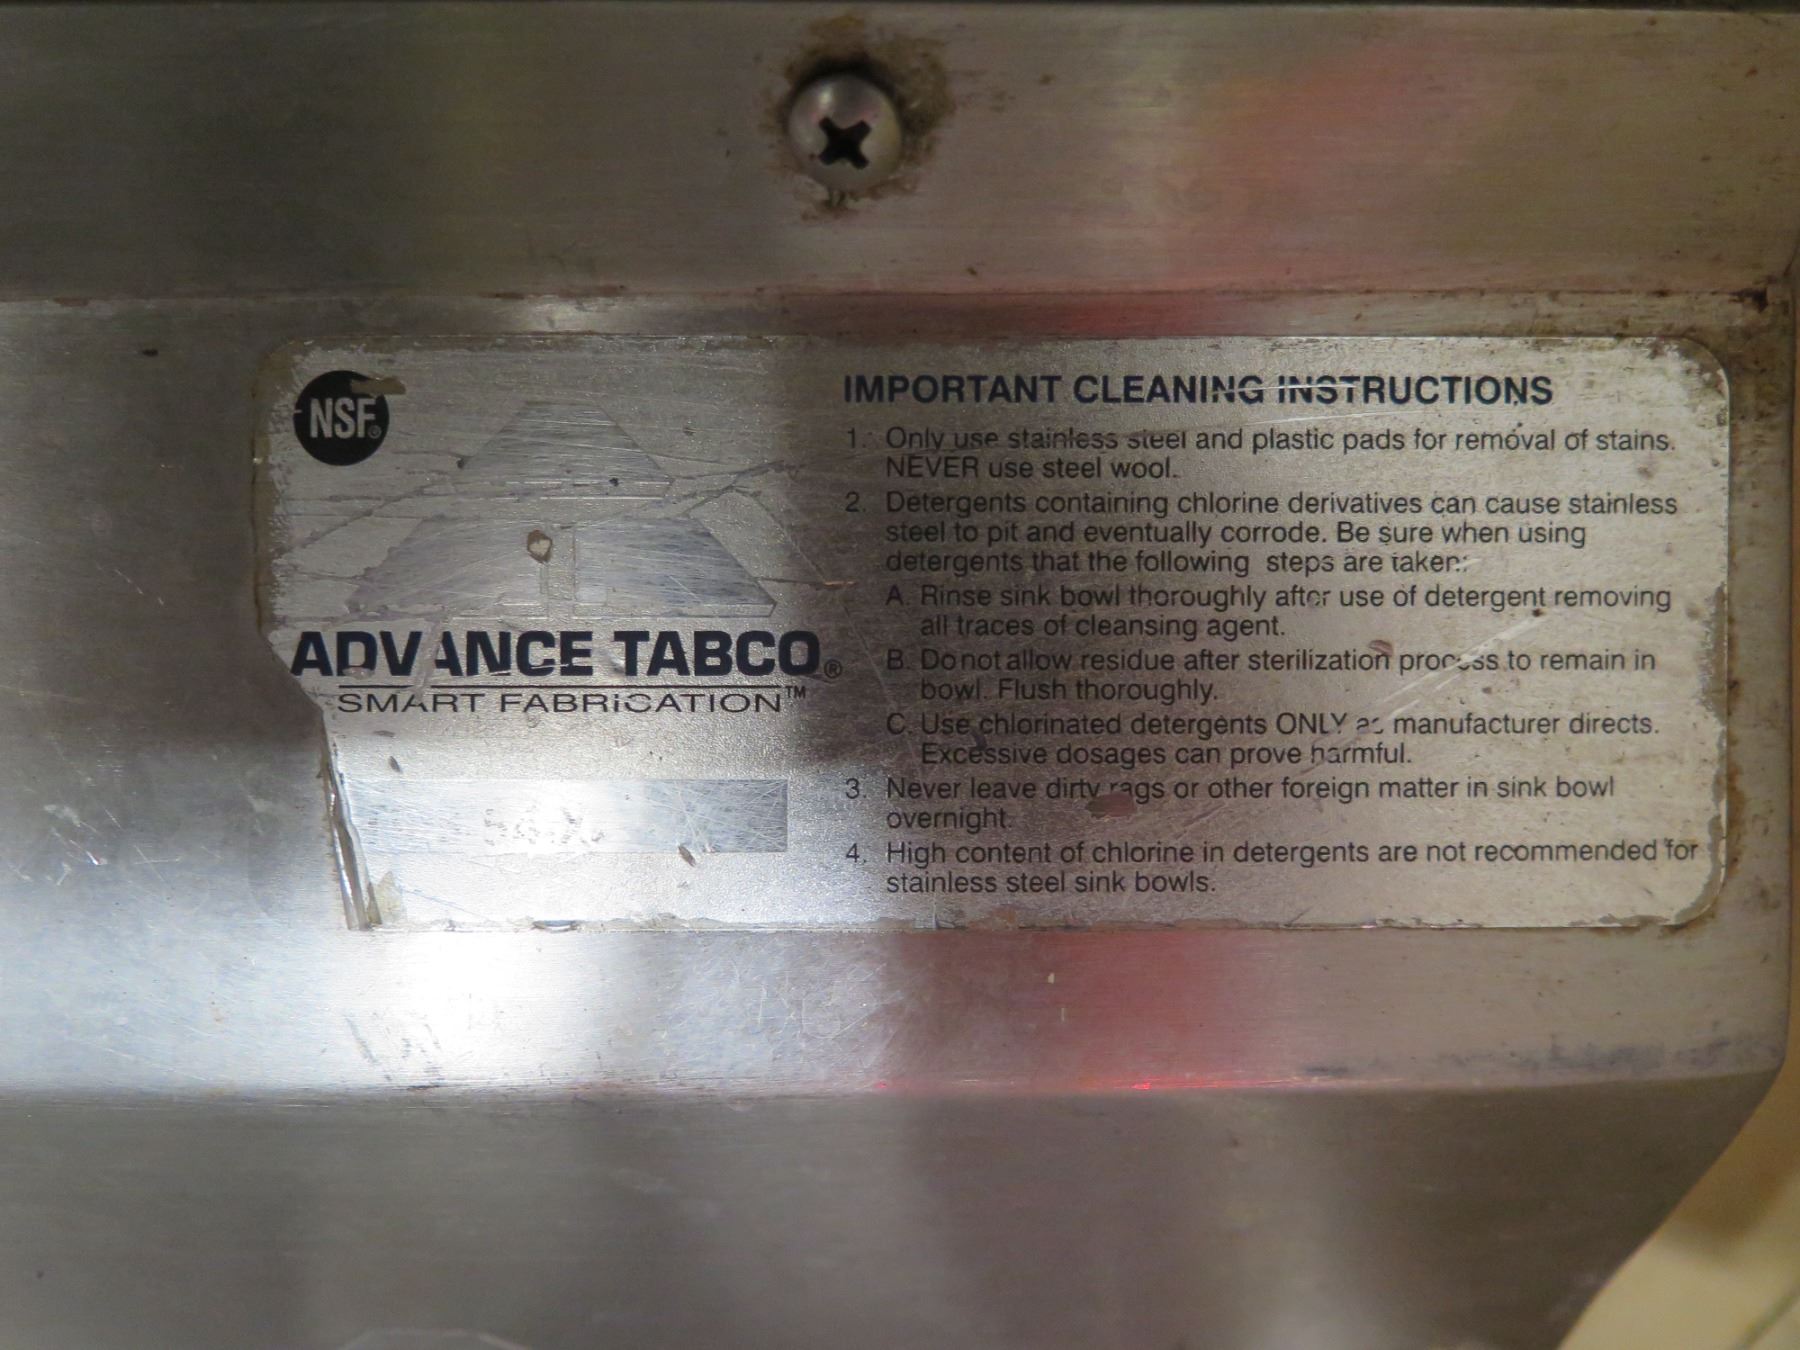 NSF®
ADVANCE TABCO®
SMART FABRICATION™
IMPORTANT CLEANING INSTRUCTIONS
1. Only use stainless steel and plastic pads for removal of stains.
NEVER use steel wool.
2. Detergents containing chlorine derivatives can cause stainless
steel to pit and eventually corrode. Be sure when using
detergents that the following steps are taken:
A. Rinse sink bowl thoroughly after use of detergent removing
all traces of cleansing agent.
B. Do not allow residue after sterilization process to remain in
bowl. Flush thoroughly.
C. Use chlorinated detergents ONLY as manufacturer directs.
Excessive dosages can prove harmful.
3. Never leave dirty rags or other foreign matter in sink bowl
overnight.
4. High content of chlorine in detergents are not recommended for
stainless steel sink bowls.